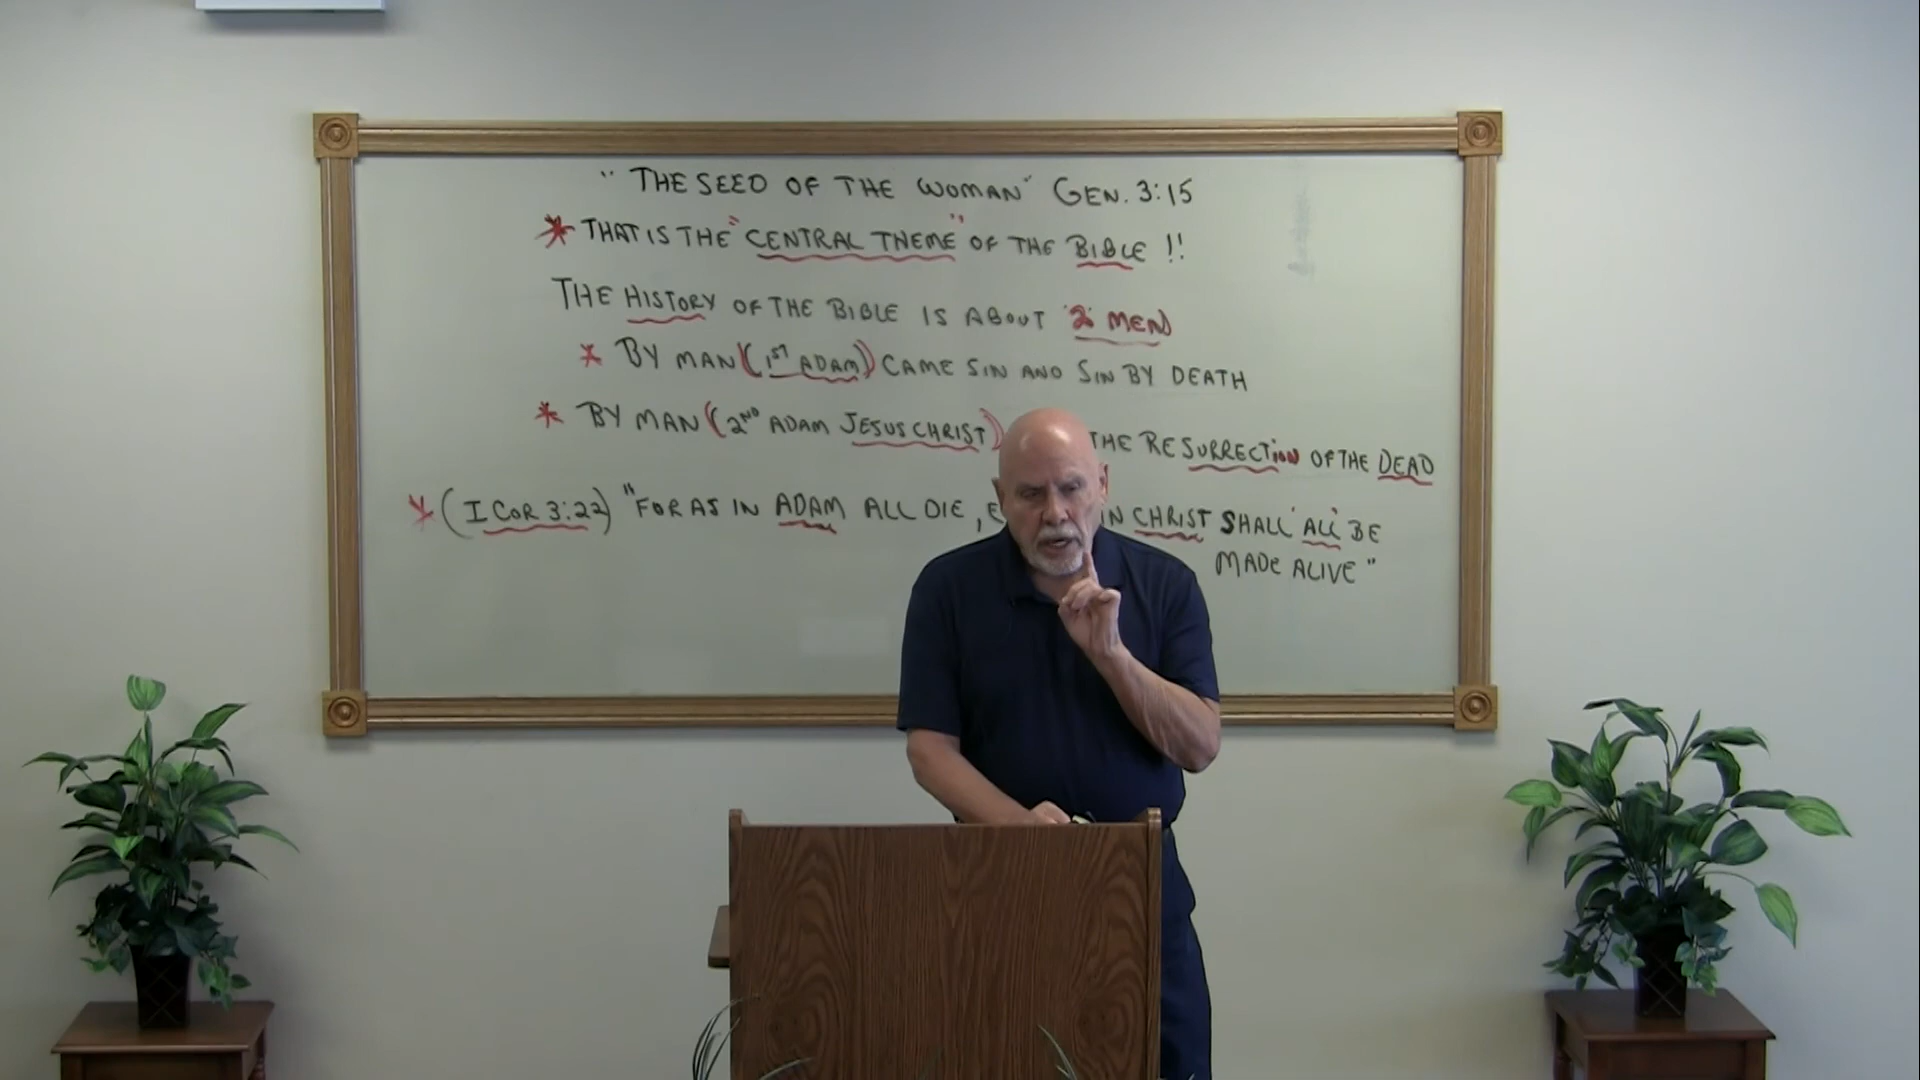 "THE SEED OF THE WOMAN" GEN. 3:15
* THAT IS THE "CENTRAL THEME" OF THE BIBLE !!
THE HISTORY OF THE BIBLE IS ABOUT "2" MEN
* BY MAN (1ST ADAM) CAME SIN AND SIN BY DEATH
* BY MAN (2ND ADAM JESUS CHRIST) THE RESURRECTION OF THE DEAD
* (I COR 3:22) "FOR AS IN ADAM ALL DIE, IN CHRIST SHALL "ALL" BE
MADE ALIVE"